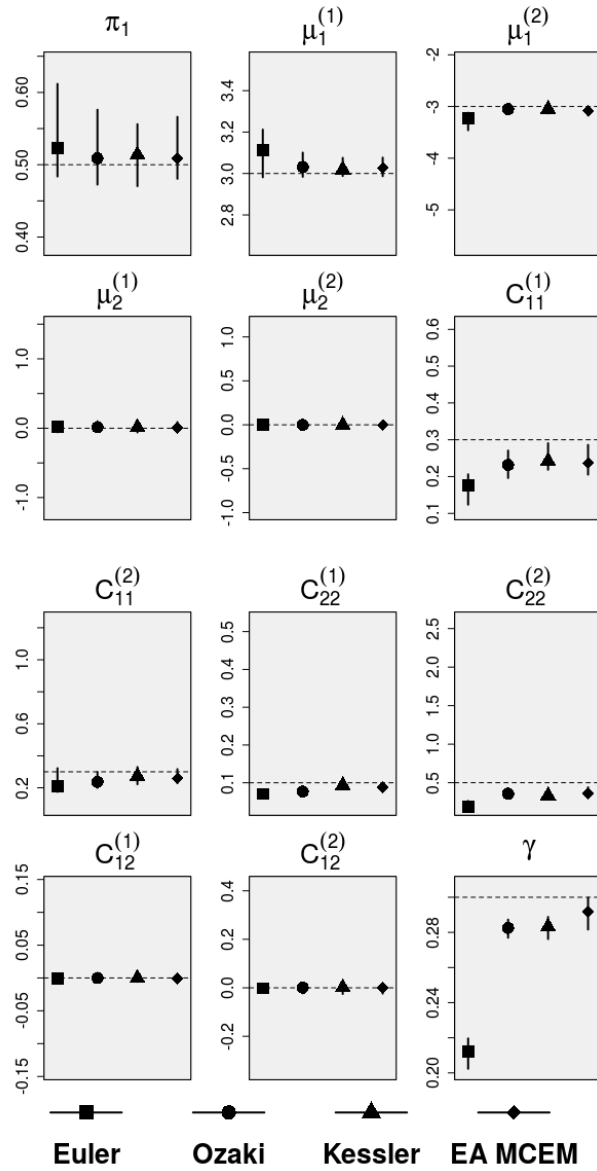 π₁ μ₁⁽¹⁾ μ₁⁽²⁾
0.40 0.50 0.60
2.8 3.0 3.2 3.4
-5 -4 -3 -2
μ₂⁽¹⁾ μ₂⁽²⁾ C₁₁⁽¹⁾
-1.0 0.0 1.0
-1.0 -0.5 0.0 0.5 1.0
0.1 0.2 0.3 0.4 0.5 0.6
C₁₁⁽²⁾ C₂₂⁽¹⁾ C₂₂⁽²⁾
0.2 0.6 1.0
0.1 0.2 0.3 0.4 0.5
0.5 1.5 2.0 2.5
C₁₂⁽¹⁾ C₁₂⁽²⁾ γ
-0.15 -0.05 0.05 0.15
-0.2 0.0 0.2 0.4
0.20 0.24 0.28
Euler Ozaki Kessler EA MCEM